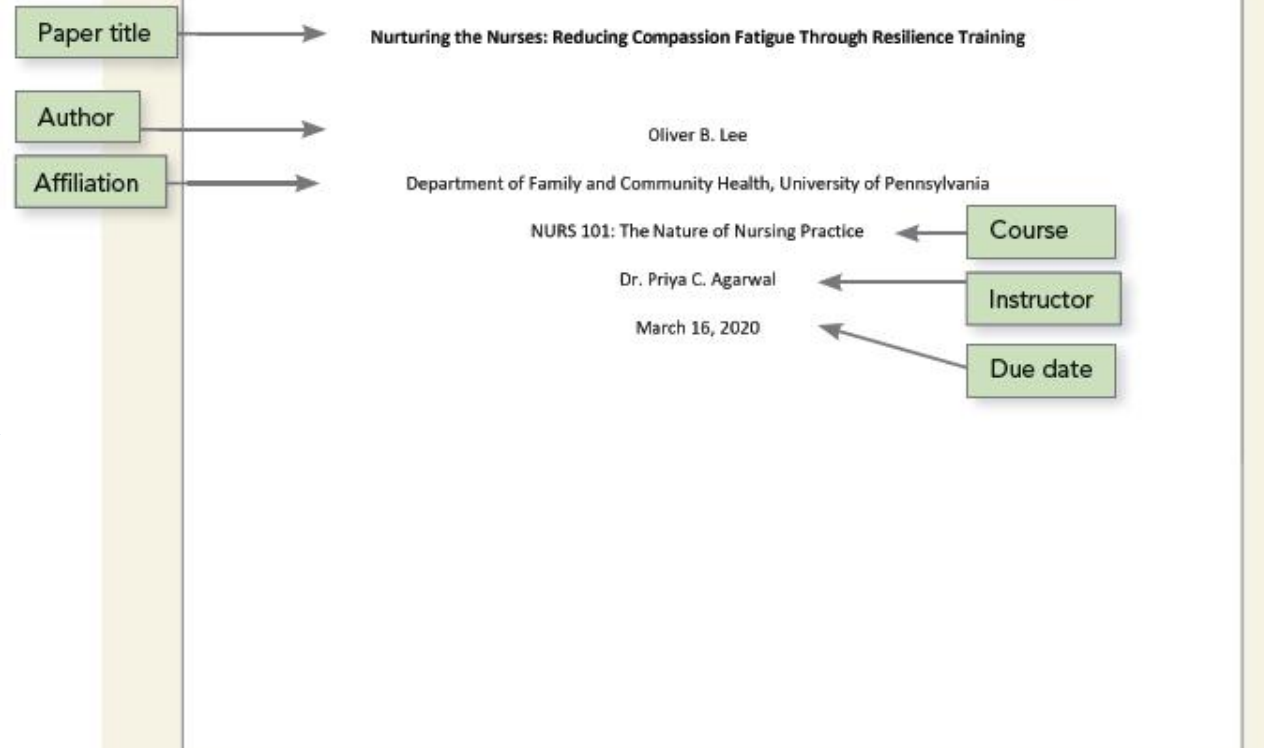 Paper title
Nurturing the Nurses: Reducing Compassion Fatigue Through Resilience Training
Author
Oliver B. Lee
Affiliation
Department of Family and Community Health, University of Pennsylvania
NURS 101: The Nature of Nursing Practice
Course
Dr. Priya C. Agarwal
Instructor
March 16, 2020
Due date